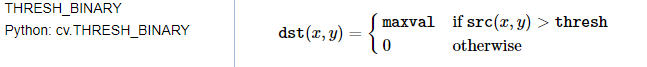 THRESH_BINARY
Python: cv.THRESH_BINARY
dst(x, y) = { maxval if src(x, y) > thresh
0 otherwise